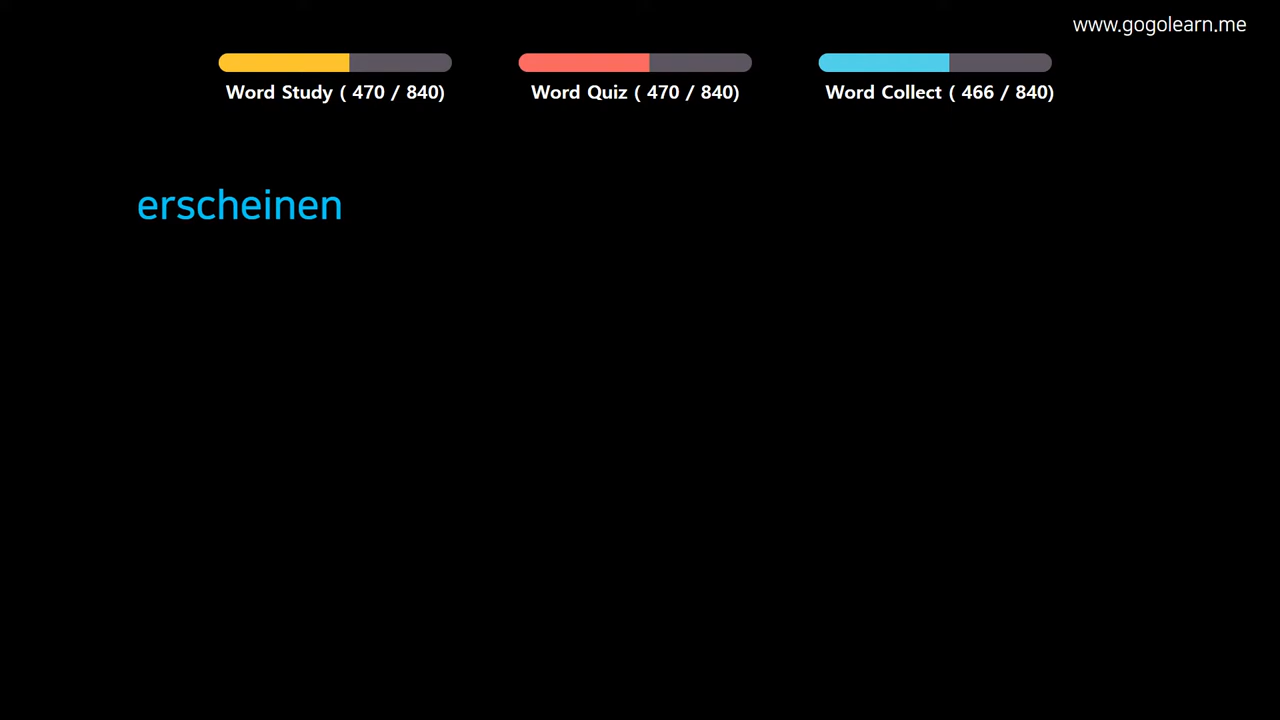 www.gogolearn.me
Word Study ( 470 / 840)
Word Quiz ( 470 / 840)
Word Collect ( 466 / 840)
erscheinen